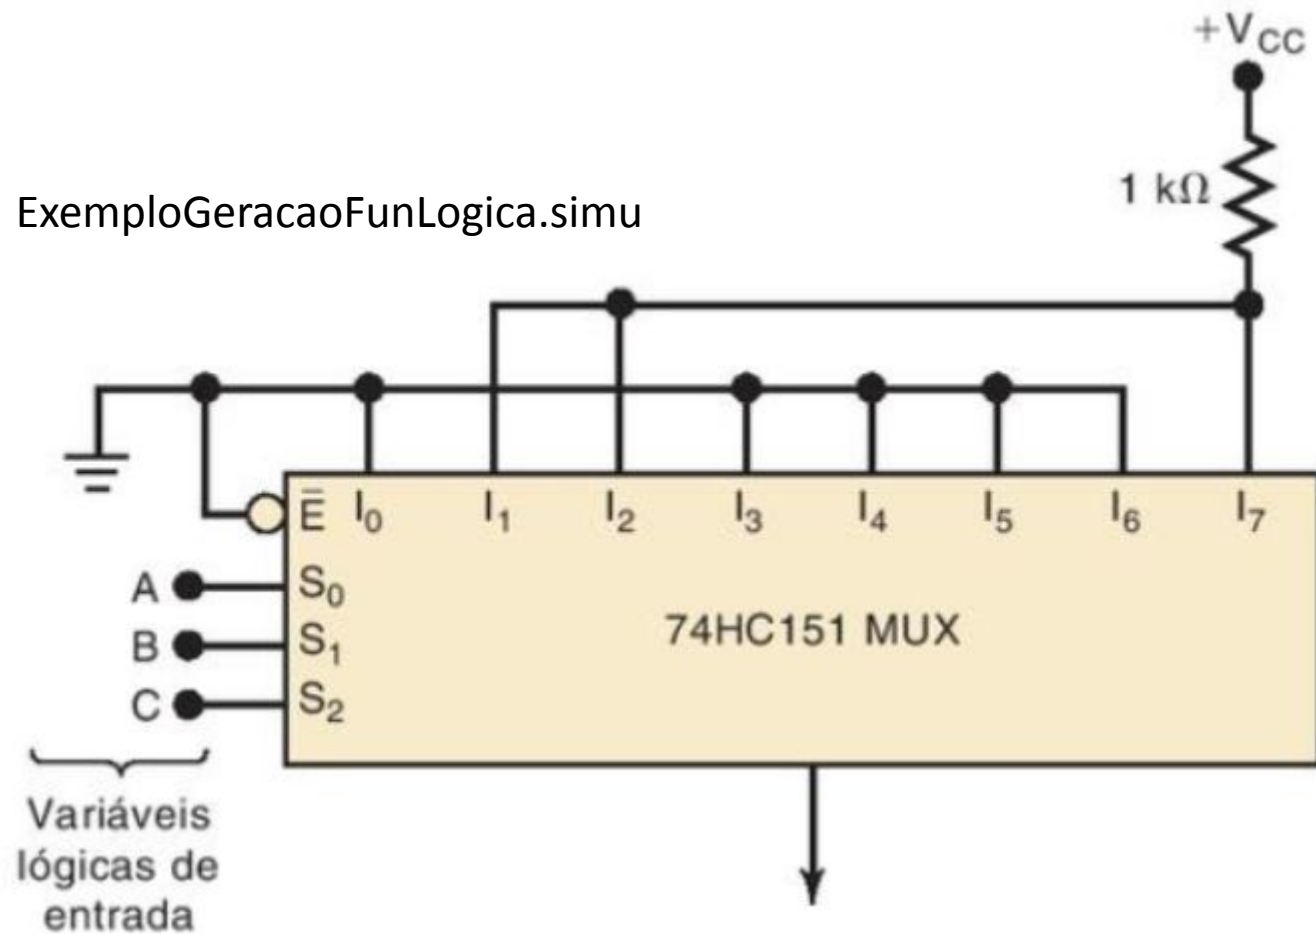 +VCC
1 kΩ
ExemploGeracaoFunLogica.simu
E̅ I0 I1 I2 I3 I4 I5 I6 I7
A S0
B S1
C S2
74HC151 MUX
Variáveis
lógicas de
entrada